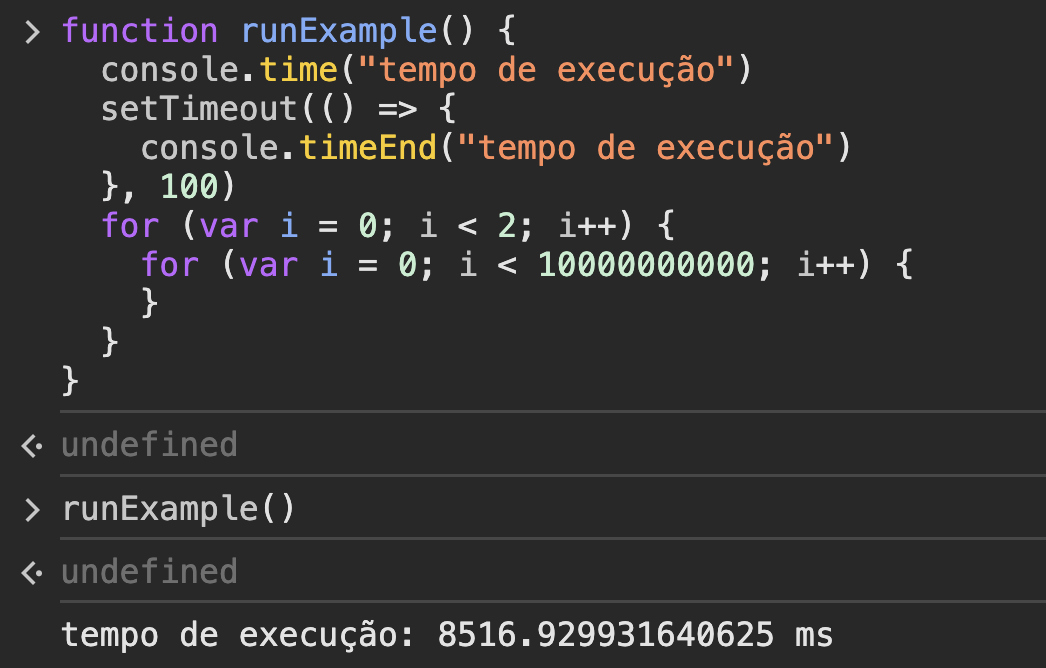 > function runExample() {
  console.time("tempo de execução")
  setTimeout(() => {
    console.timeEnd("tempo de execução")
  }, 100)
  for (var i = 0; i < 2; i++) {
    for (var i = 0; i < 10000000000; i++) {
    }
  }
}
undefined
> runExample()
undefined
tempo de execução: 8516.929931640625 ms